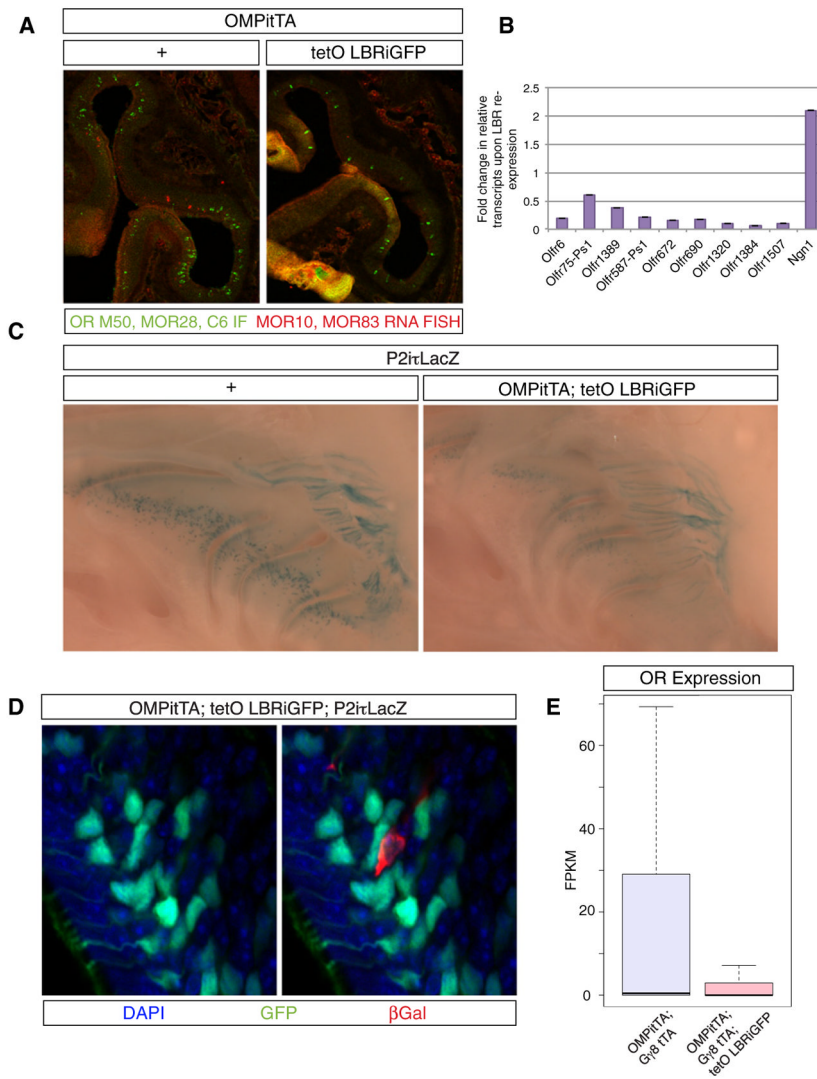 A
OMPitTA
+
tetO LBRiGFP
OR M50, MOR28, C6 IF
MOR10, MOR83 RNA FISH
B
Fold change in relative
transcripts upon LBR re-
expression
2.5
2
1.5
1
0.5
0
Olfr6
Olfr75-Ps1
Olfr1389
Olfr587-Ps1
Olfr672
Olfr690
Olfr1320
Olfr1384
Olfr1507
Ngn1
C
P2iτLacZ
+
OMPitTA; tetO LBRiGFP
D
OMPitTA; tetO LBRiGFP; P2iτLacZ
DAPI
GFP
βGal
E
OR Expression
FPKM
60
40
20
0
OMPitTA;
Gγ8 tTA
OMPitTA;
Gγ8 tTA;
tetO LBRiGFP